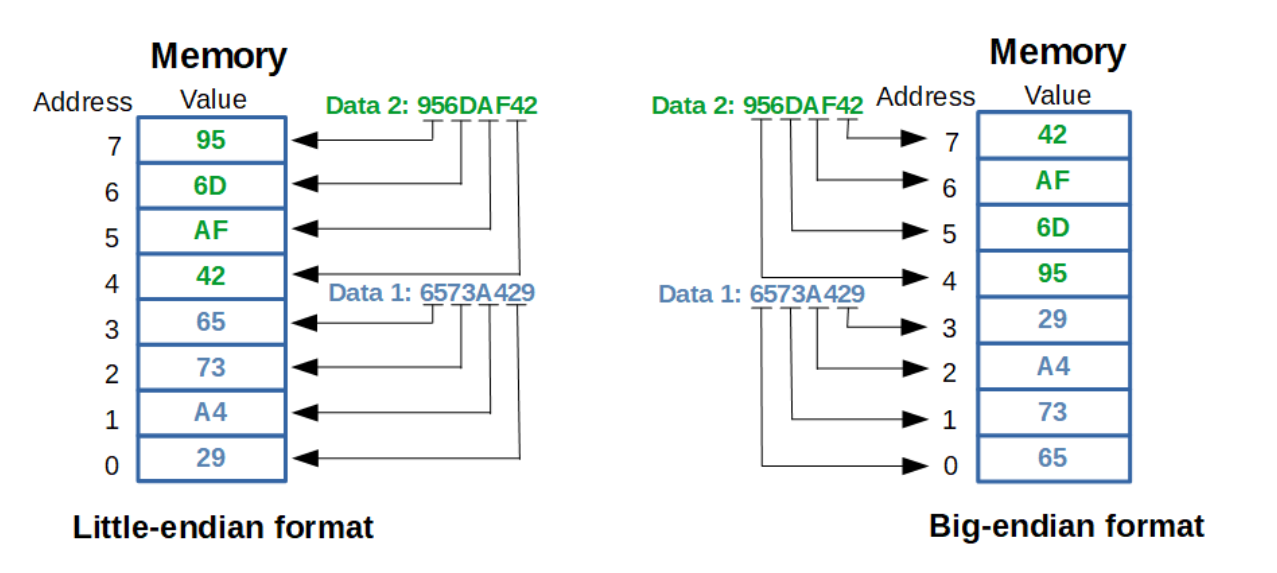 Memory
Address Value
Data 2: 956DAF42
7 95
6 6D
5 AF
4 42
Data 1: 6573A429
3 65
2 73
1 A4
0 29
Little-endian format
Memory
Data 2: 956DAF42
Address Value
7 42
6 AF
5 6D
4 95
Data 1: 6573A429
3 29
2 A4
1 73
0 65
Big-endian format